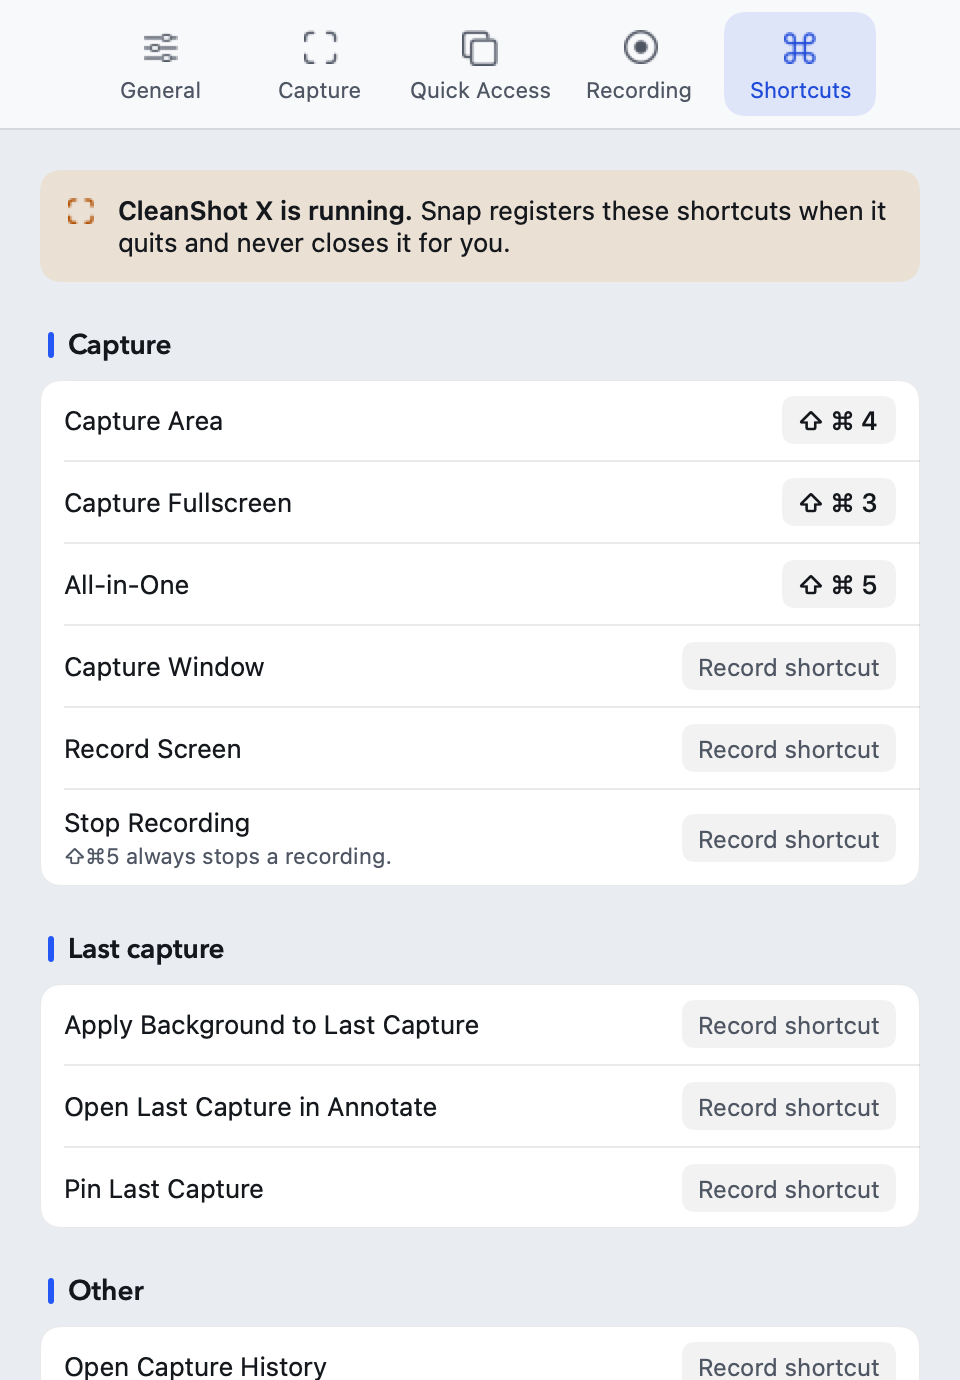 General
Capture
Quick Access
Recording
Shortcuts
CleanShot X is running. Snap registers these shortcuts when it
quits and never closes it for you.
Capture
Capture Area
⇧ ⌘ 4
Capture Fullscreen
⇧ ⌘ 3
All-in-One
⇧ ⌘ 5
Capture Window
Record shortcut
Record Screen
Record shortcut
Stop Recording
⇧⌘5 always stops a recording.
Record shortcut
Last capture
Apply Background to Last Capture
Record shortcut
Open Last Capture in Annotate
Record shortcut
Pin Last Capture
Record shortcut
Other
Open Capture History
Record shortcut